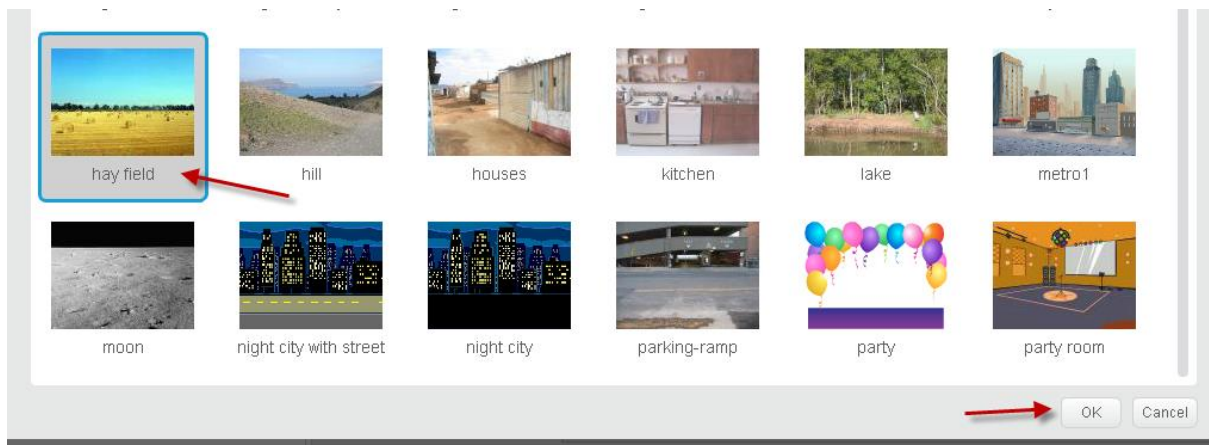 hay field
hill
houses
kitchen
lake
metro1
moon
night city with street
night city
parking-ramp
party
party room
OK
Cancel